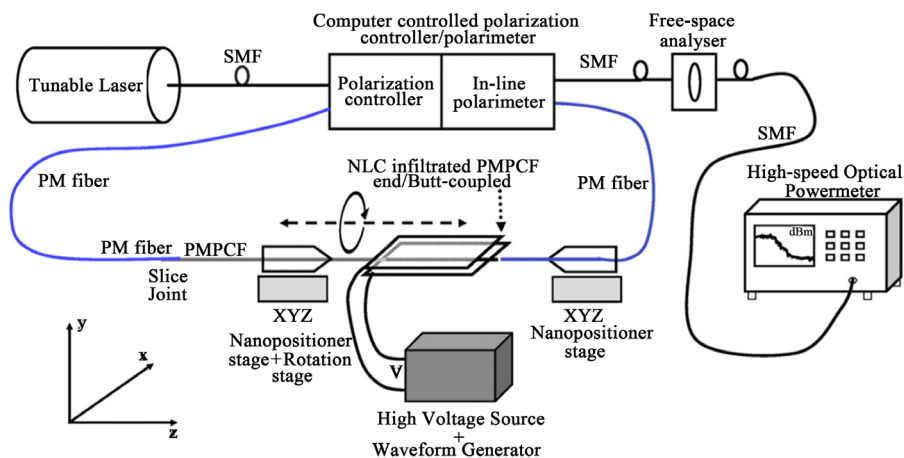 Computer controlled polarization
controller/polarimeter
Free-space
analyser
SMF
SMF
Tunable Laser
Polarization
controller
In-line
polarimeter
SMF
NLC infiltrated PMPCF
end/Butt-coupled
PM fiber
PM fiber
High-speed Optical
Powermeter
dBm
PM fiber
PMPCF
Slice
Joint
XYZ
Nanopositioner
stage+Rotation
stage
XYZ
Nanopositioner
stage
y
x
z
V
High Voltage Source
+
Waveform Generator